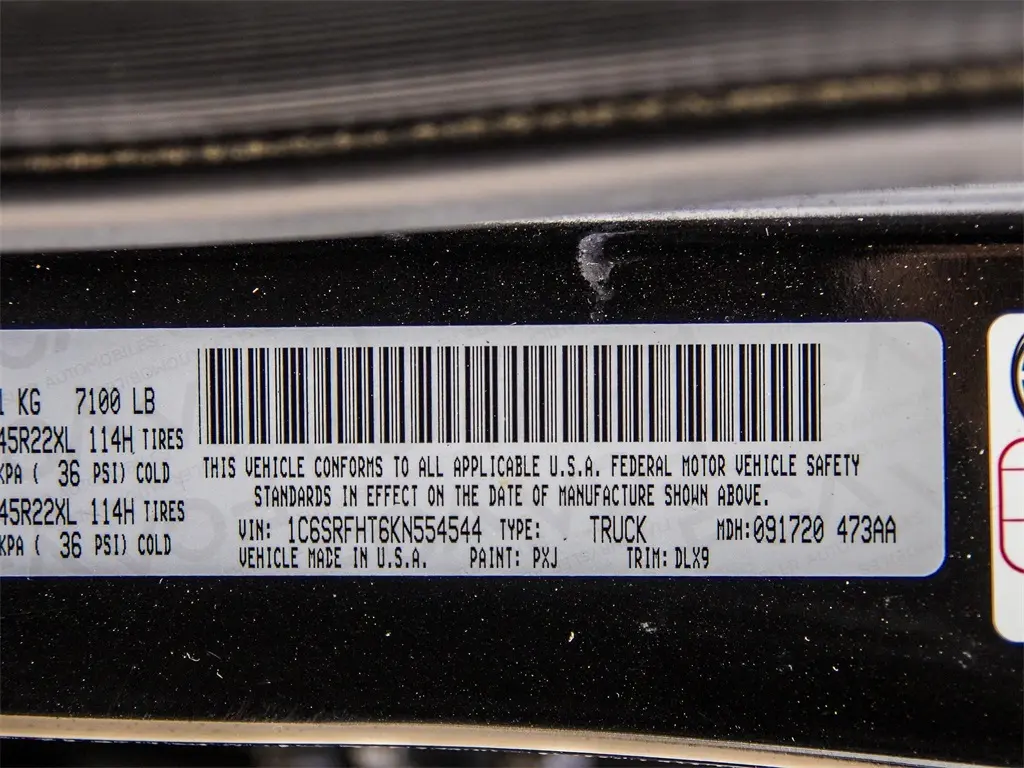 1 KG 7100 LB
45R22XL 114H TIRES
KPA ( 36 PSI) COLD
45R22XL 114H TIRES
KPA ( 36 PSI) COLD
THIS VEHICLE CONFORMS TO ALL APPLICABLE U.S.A. FEDERAL MOTOR VEHICLE SAFETY
STANDARDS IN EFFECT ON THE DATE OF MANUFACTURE SHOWN ABOVE.
VIN: 1C6SRFHT6KN554544 TYPE: TRUCK MDH:091720 473AA
VEHICLE MADE IN U.S.A. PAINT: PXJ TRIM: DLX9